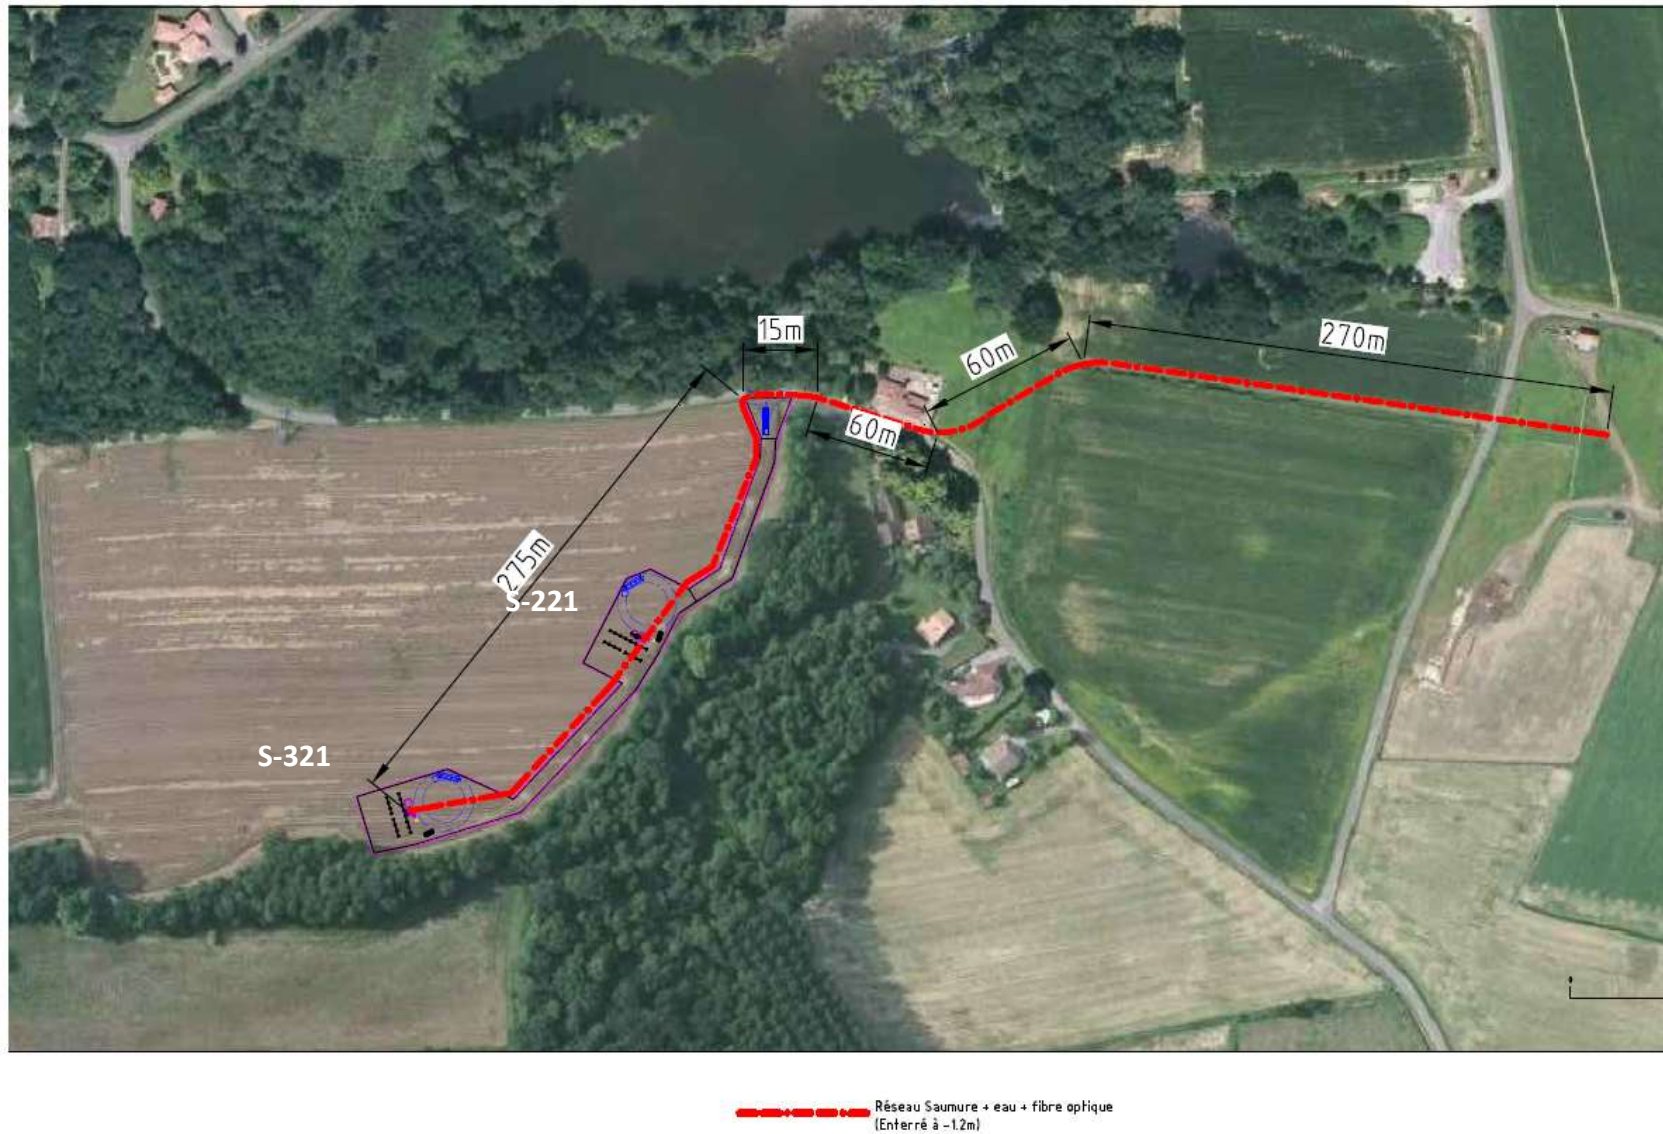 15m
270m
60m
60m
275m
S-221
S-321
Réseau Saumure + eau + fibre optique
(Enterré à -1.2m)